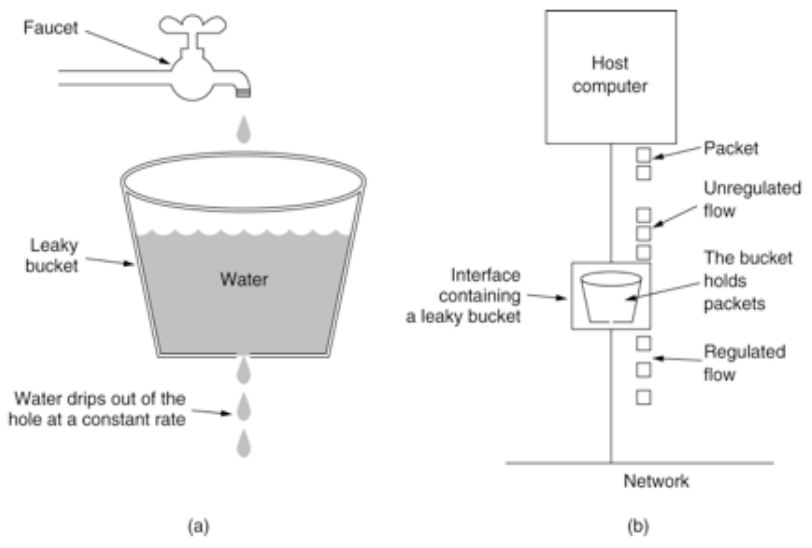 Faucet
Leaky
bucket
Water
Water drips out of the
hole at a constant rate
(a)
Host
computer
Packet
Unregulated
flow
Interface
containing
a leaky bucket
The bucket
holds
packets
Regulated
flow
Network
(b)